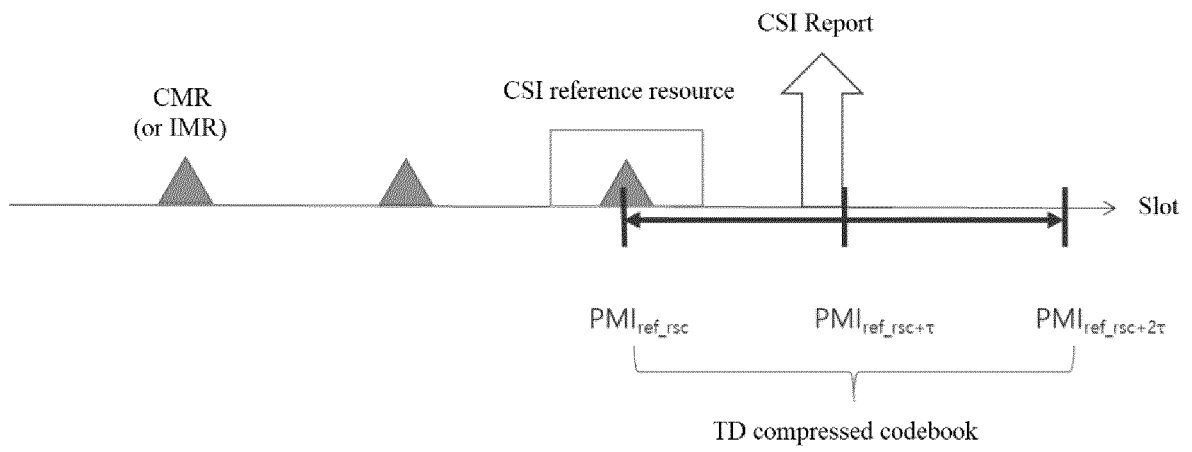 CSI Report
CSI reference resource
CMR
(or IMR)
Slot
PMIref_rsc
PMIref_rsc+τ
PMIref_rsc+2τ
TD compressed codebook